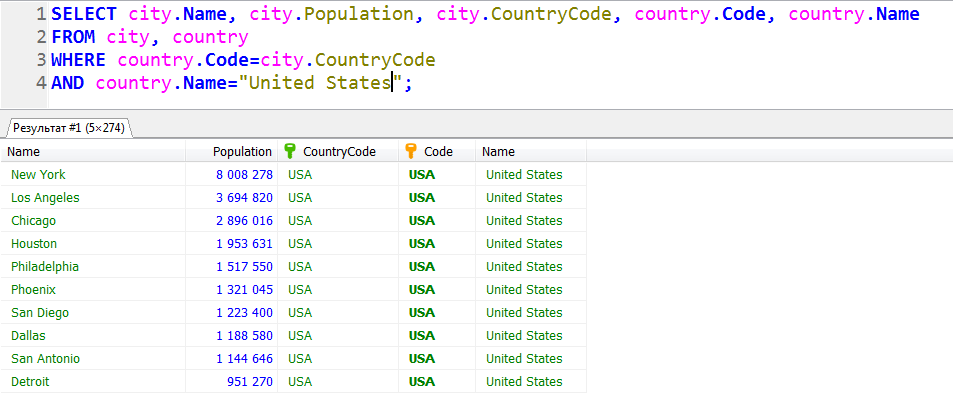 1 SELECT city.Name, city.Population, city.CountryCode, country.Code, country.Name
2 FROM city, country
3 WHERE country.Code=city.CountryCode
4 AND country.Name="United States";
Результат #1 (5×274)
Name Population CountryCode Code Name
New York 8 008 278 USA USA United States
Los Angeles 3 694 820 USA USA United States
Chicago 2 896 016 USA USA United States
Houston 1 953 631 USA USA United States
Philadelphia 1 517 550 USA USA United States
Phoenix 1 321 045 USA USA United States
San Diego 1 223 400 USA USA United States
Dallas 1 188 580 USA USA United States
San Antonio 1 144 646 USA USA United States
Detroit 951 270 USA USA United States